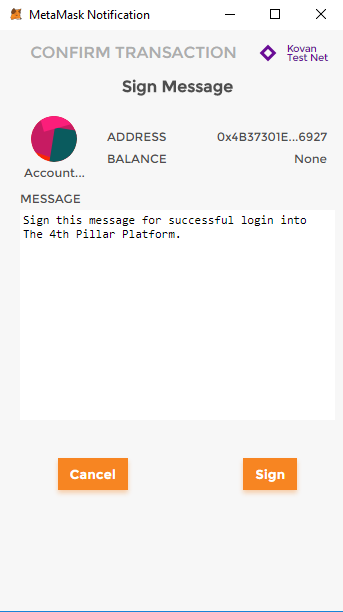 MetaMask Notification
CONFIRM TRANSACTION
Kovan
Test Net
Sign Message
Account...
ADDRESS 0x4B37301E...6927
BALANCE None
MESSAGE
Sign this message for successful login into
The 4th Pillar Platform.
Cancel Sign